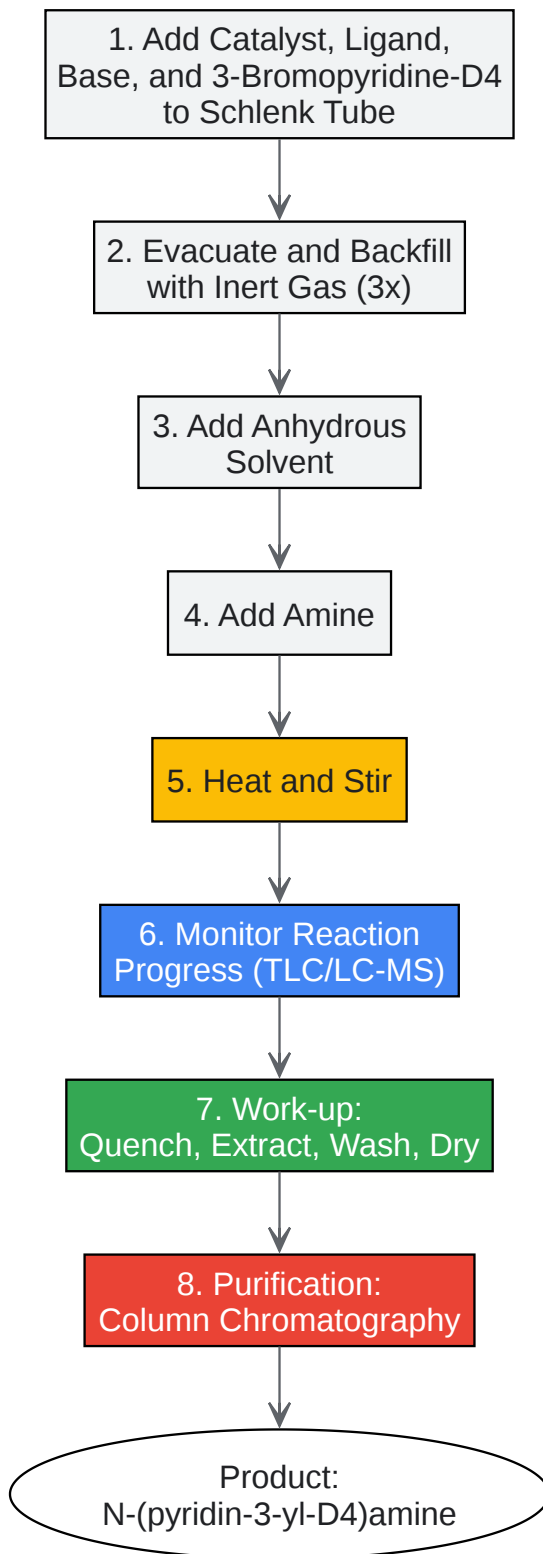 1. Add Catalyst, Ligand,
Base, and 3-Bromopyridine-D4
to Schlenk Tube
2. Evacuate and Backfill
with Inert Gas (3x)
3. Add Anhydrous
Solvent
4. Add Amine
5. Heat and Stir
6. Monitor Reaction
Progress (TLC/LC-MS)
7. Work-up:
Quench, Extract, Wash, Dry
8. Purification:
Column Chromatography
Product:
N-(pyridin-3-yl-D4)amine